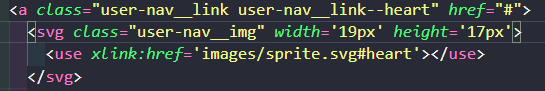 <a class="user-nav__link user-nav__link--heart" href="#">
<svg class="user-nav__img" width='19px' height='17px'>
<use xlink:href='images/sprite.svg#heart'></use>
</svg>